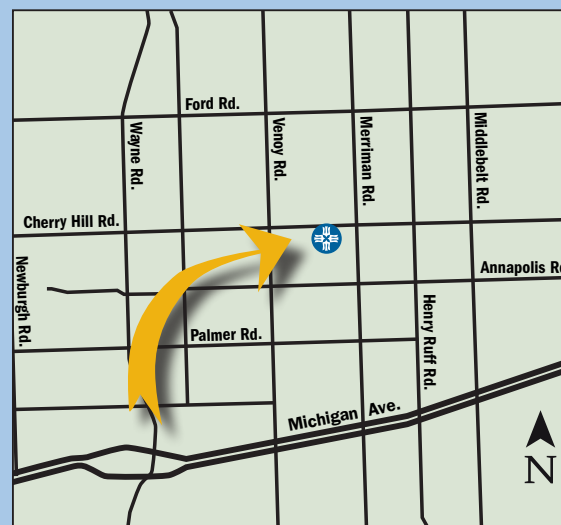 Ford Rd.
Wayne Rd.
Venoy Rd.
Merriman Rd.
Middlebelt Rd.
Cherry Hill Rd.
Newburgh Rd.
Annapolis R
Henry Ruff Rd.
Palmer Rd.
Michigan Ave.
N